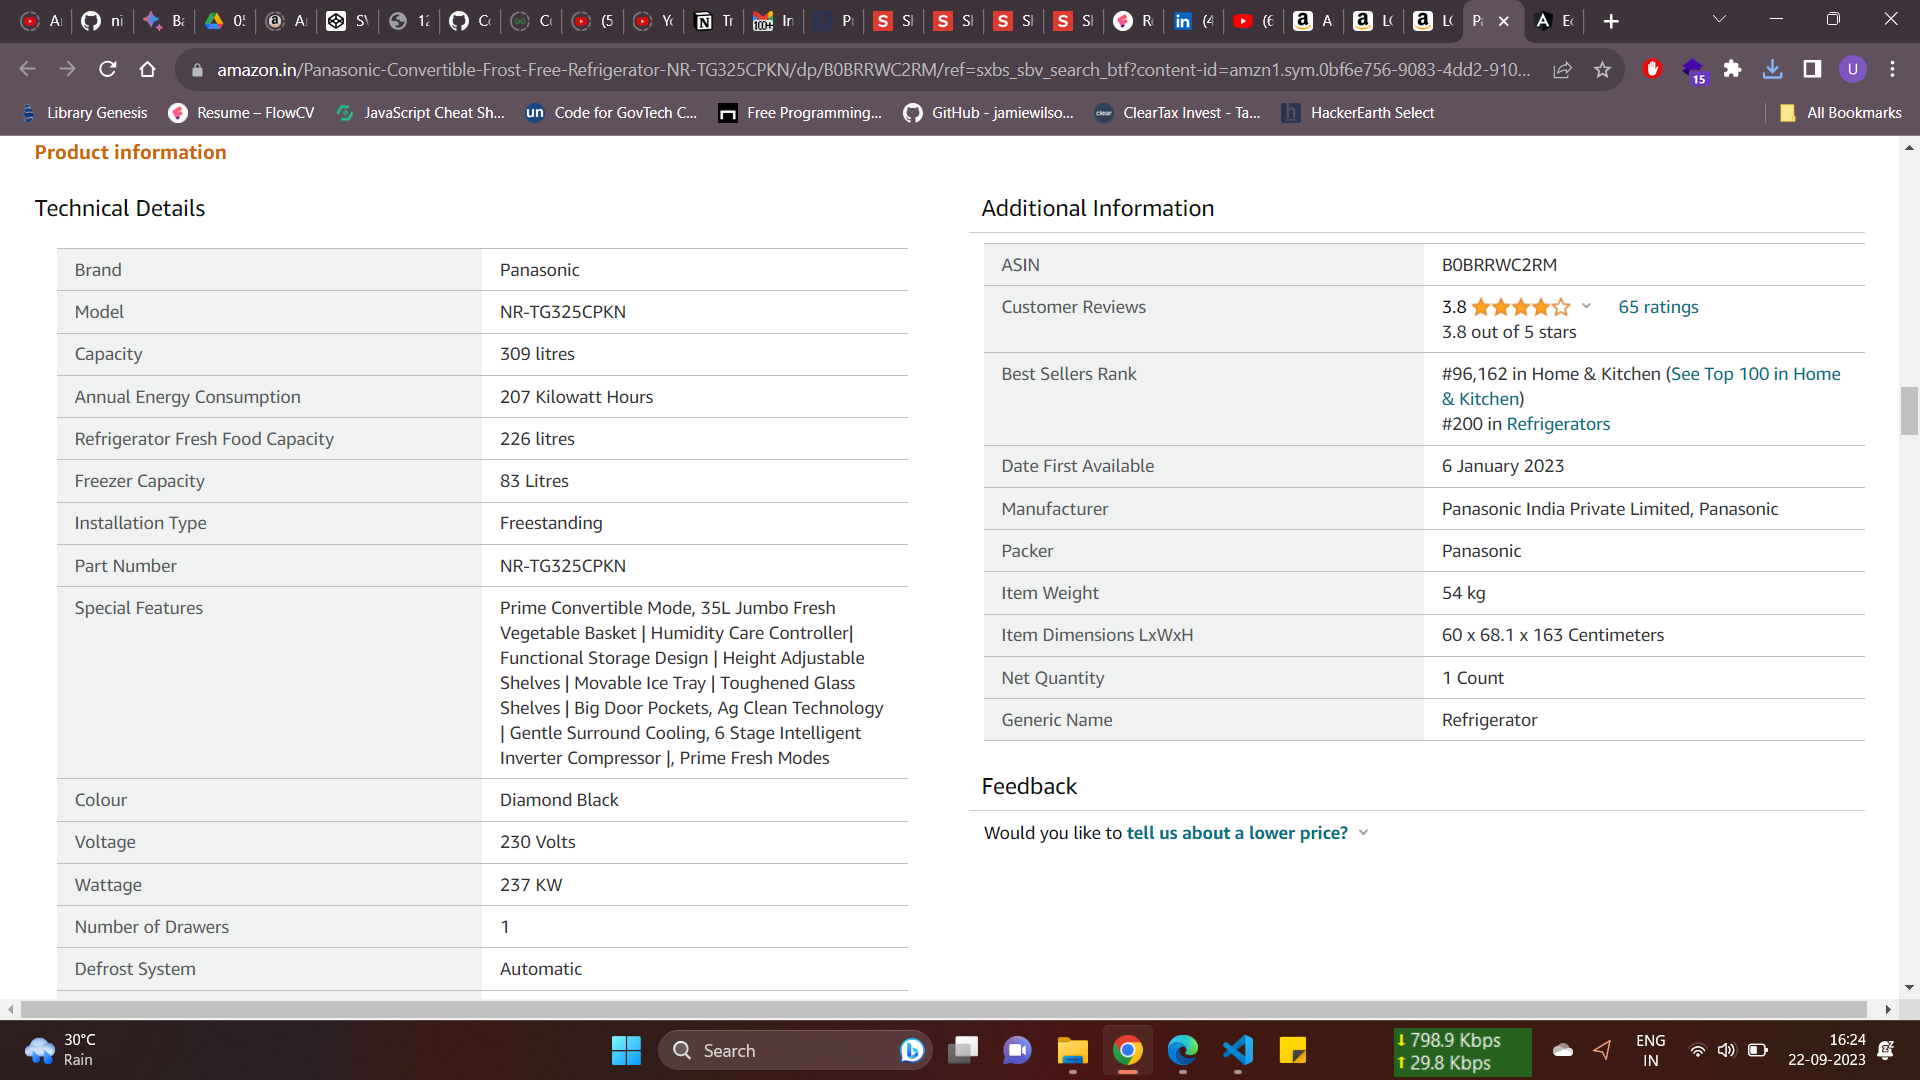 amazon.in/Panasonic-Convertible-Frost-Free-Refrigerator-NR-TG325CPKN/dp/B0BRRWC2RM/ref=sxbs_sbv_search_btf?content-id=amzn1.sym.0bf6e756-9083-4dd2-910...
15
U
Library Genesis
Resume – FlowCV
JavaScript Cheat Sh...
Code for GovTech C...
Free Programming...
GitHub - jamiewilso...
ClearTax Invest - Ta...
HackerEarth Select
All Bookmarks
Product information
Technical Details
Brand Panasonic
Model NR-TG325CPKN
Capacity 309 litres
Annual Energy Consumption 207 Kilowatt Hours
Refrigerator Fresh Food Capacity 226 litres
Freezer Capacity 83 Litres
Installation Type Freestanding
Part Number NR-TG325CPKN
Special Features Prime Convertible Mode, 35L Jumbo Fresh
Vegetable Basket | Humidity Care Controller|
Functional Storage Design | Height Adjustable
Shelves | Movable Ice Tray | Toughened Glass
Shelves | Big Door Pockets, Ag Clean Technology
| Gentle Surround Cooling, 6 Stage Intelligent
Inverter Compressor |, Prime Fresh Modes
Colour Diamond Black
Voltage 230 Volts
Wattage 237 KW
Number of Drawers 1
Defrost System Automatic
Additional Information
ASIN B0BRRWC2RM
Customer Reviews 3.8 65 ratings
3.8 out of 5 stars
Best Sellers Rank #96,162 in Home & Kitchen (See Top 100 in Home
& Kitchen)
#200 in Refrigerators
Date First Available 6 January 2023
Manufacturer Panasonic India Private Limited, Panasonic
Packer Panasonic
Item Weight 54 kg
Item Dimensions LxWxH 60 x 68.1 x 163 Centimeters
Net Quantity 1 Count
Generic Name Refrigerator
Feedback
Would you like to tell us about a lower price?
30°C
Rain
Search
798.9 Kbps
29.8 Kbps
ENG
IN
16:24
22-09-2023